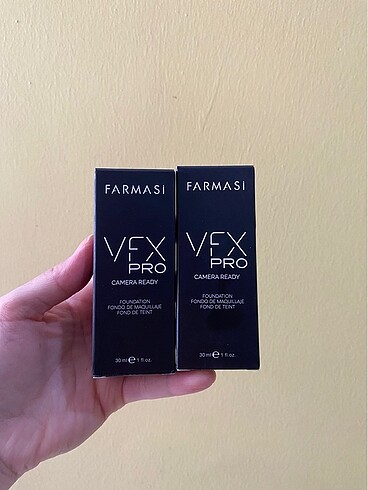 FARMASI
VFX
PRO
CAMERA READY
FOUNDATION
FONDO DE MAQUILLAJE
FOND DE TEINT
30 ml ℮ 1 fl.oz.
FARMASI
VFX
PRO
CAMERA READY
FOUNDATION
FONDO DE MAQUILLAJE
FOND DE TEINT
30 ml ℮ 1 fl.oz.